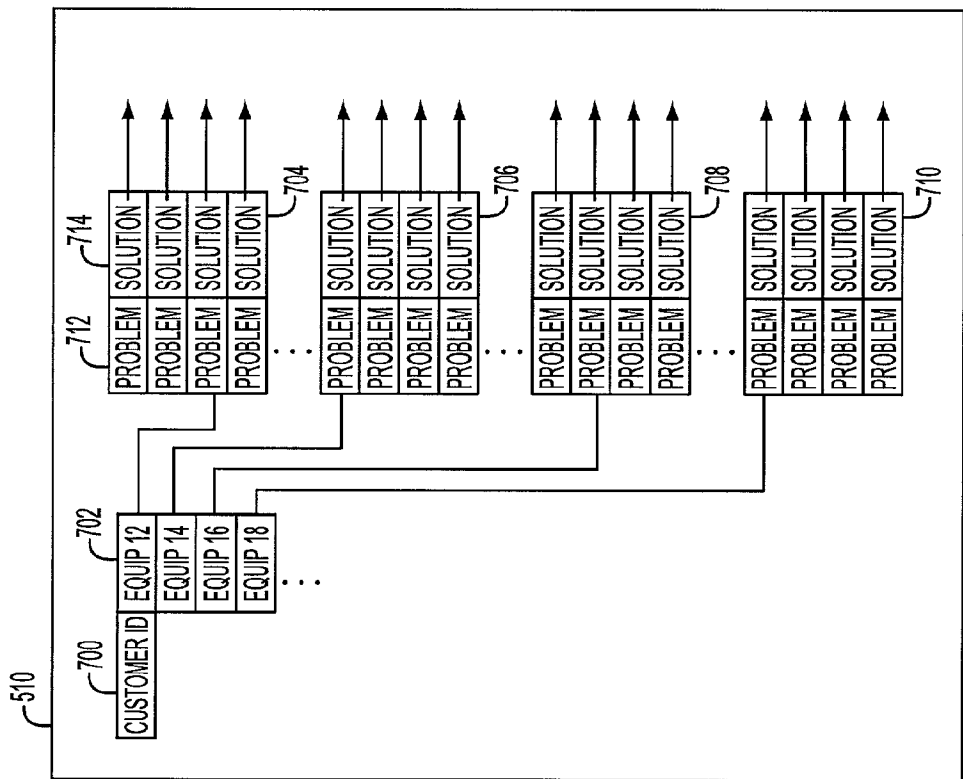 510
700 702 712 714
CUSTOMER ID EQUIP 12 PROBLEM SOLUTION
EQUIP 14 PROBLEM SOLUTION
EQUIP 16 PROBLEM SOLUTION
EQUIP 18 PROBLEM SOLUTION
704
PROBLEM SOLUTION
PROBLEM SOLUTION
PROBLEM SOLUTION
PROBLEM SOLUTION
706
PROBLEM SOLUTION
PROBLEM SOLUTION
PROBLEM SOLUTION
PROBLEM SOLUTION
708
PROBLEM SOLUTION
PROBLEM SOLUTION
PROBLEM SOLUTION
PROBLEM SOLUTION
710